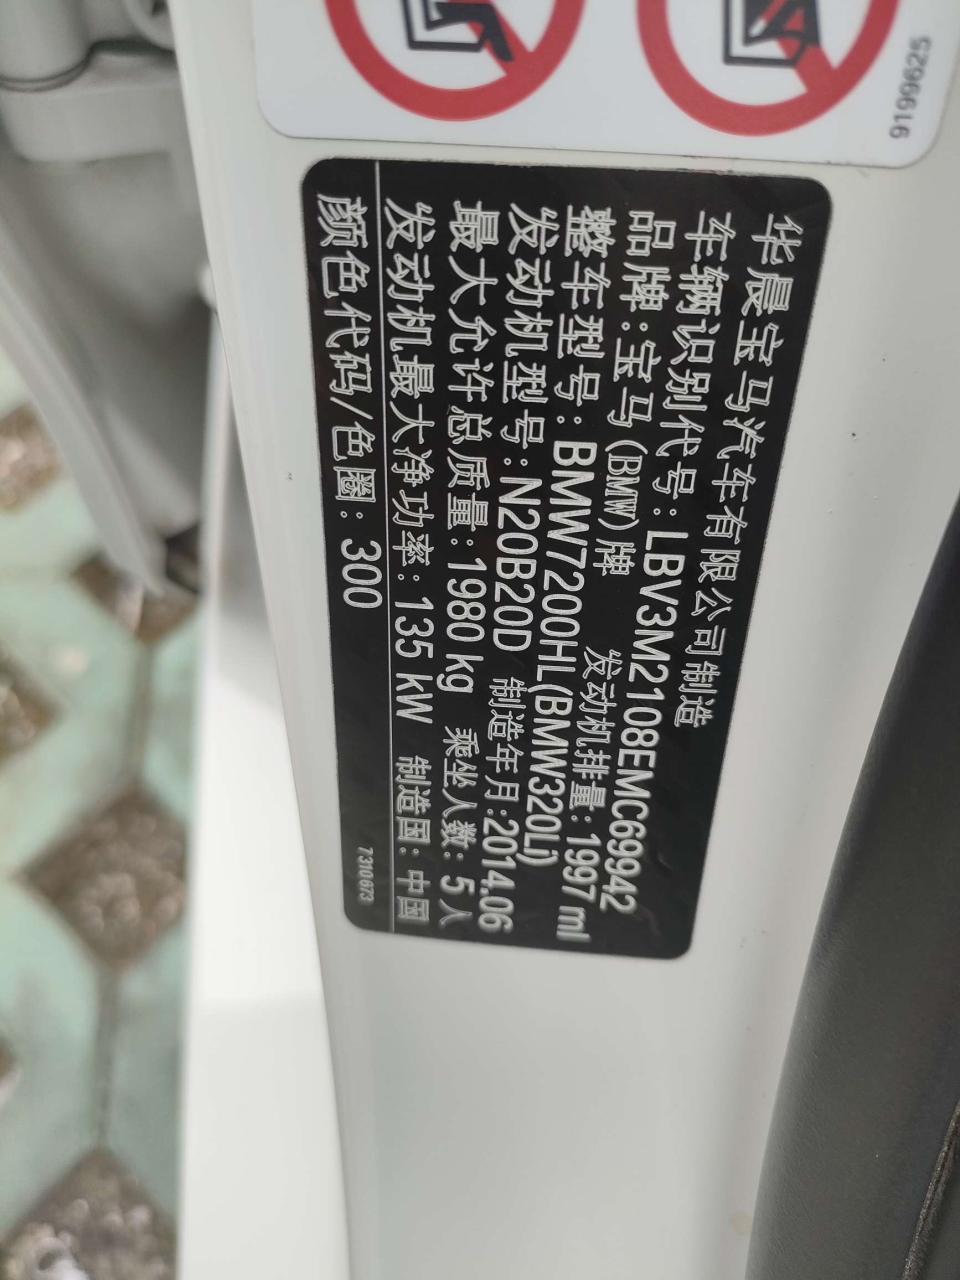 9199625
华晨宝马汽车有限公司制造
车辆识别代号:LBV3M2108EMC69942
品牌:宝马(BMW)牌 发动机排量:1997 ml
整车型号:BMW7200HL(BMW320Li)
发动机型号:N20B20D 制造年月:2014.06
最大允许总质量:1980 kg 乘坐人数:5人
发动机最大净功率:135 kW 制造国:中国
颜色代码/色圈:300
7310673